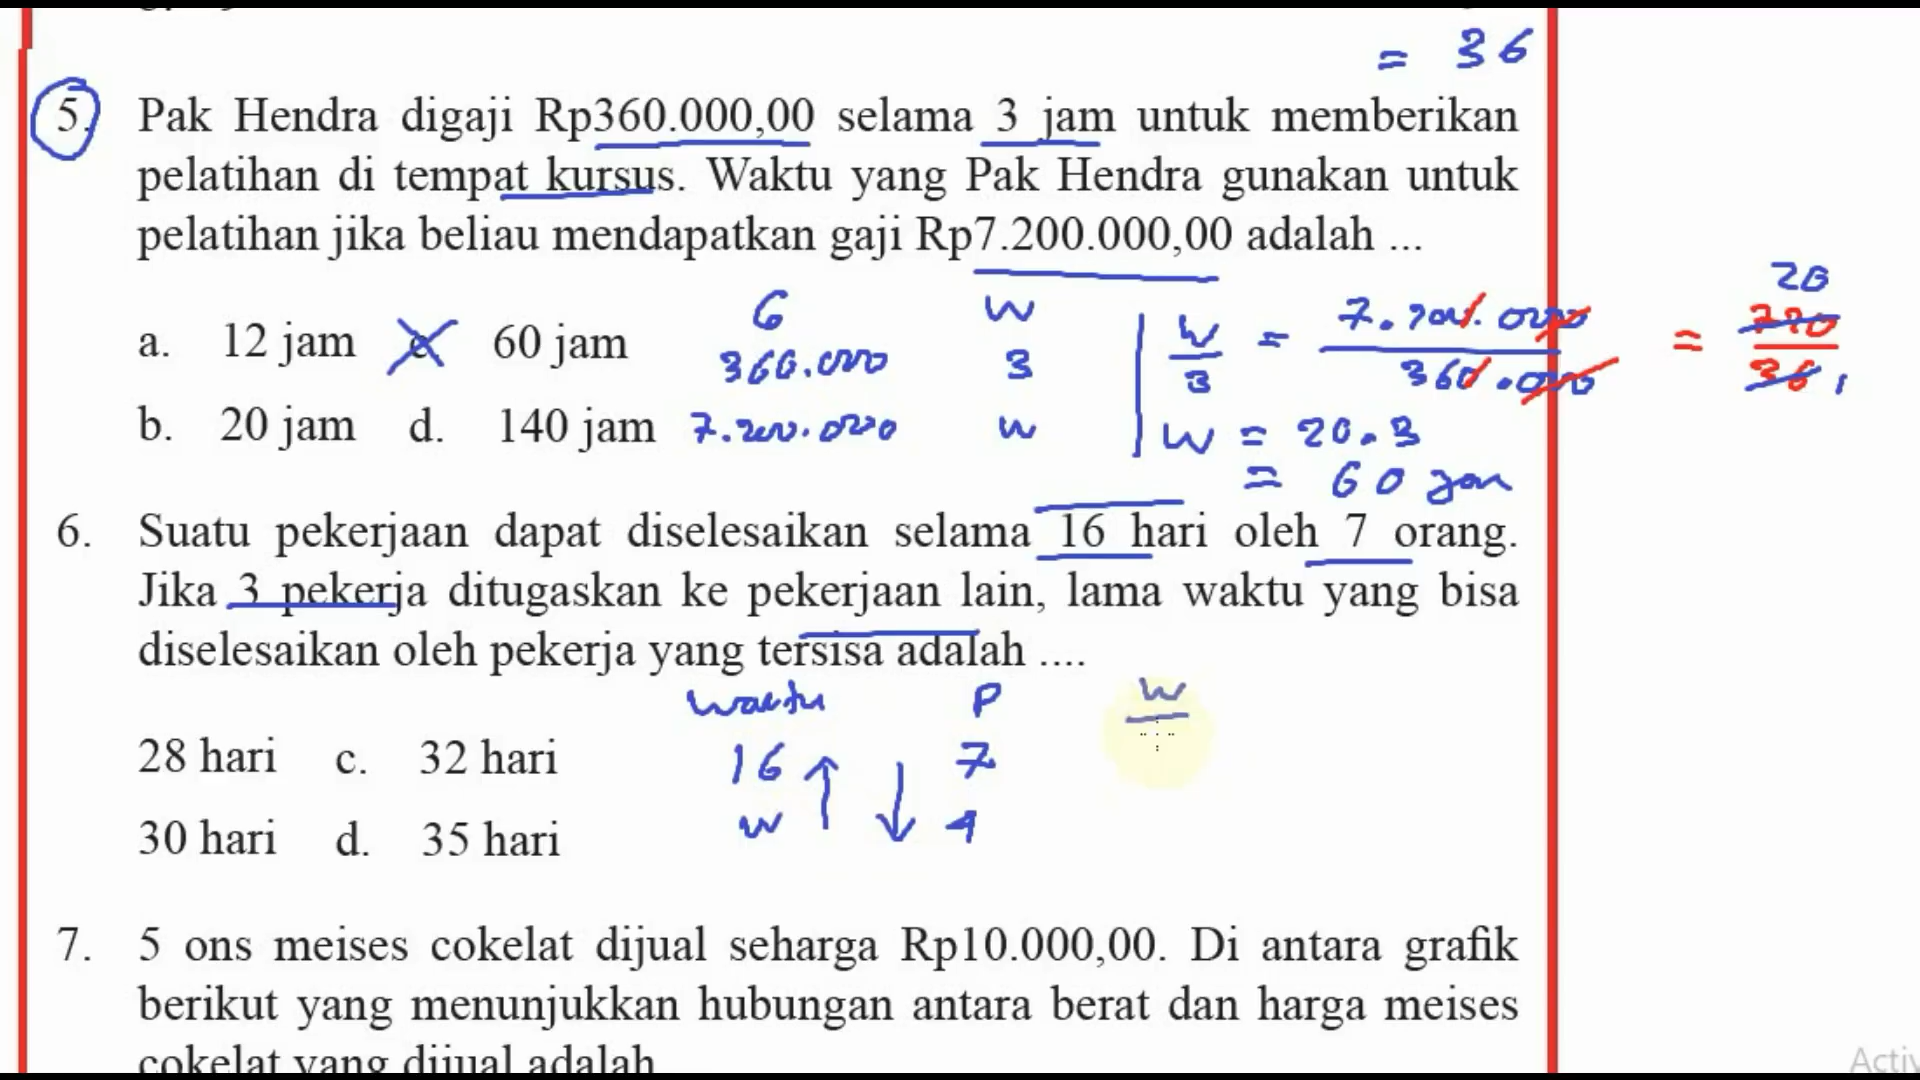 = 36
5. Pak Hendra digaji Rp360.000,00 selama 3 jam untuk memberikan
pelatihan di tempat kursus. Waktu yang Pak Hendra gunakan untuk
pelatihan jika beliau mendapatkan gaji Rp7.200.000,00 adalah ...
a. 12 jam 60 jam
b. 20 jam d. 140 jam
G W
360.000 3
7.200.000 w
W/3 = 7.200.000/360.000 = 720/36
20
1
W = 20.3
= 60 jam
6. Suatu pekerjaan dapat diselesaikan selama 16 hari oleh 7 orang.
Jika 3 pekerja ditugaskan ke pekerjaan lain, lama waktu yang bisa
diselesaikan oleh pekerja yang tersisa adalah ....
28 hari c. 32 hari
30 hari d. 35 hari
Waktu P
16 7
w 4
W
7. 5 ons meises cokelat dijual seharga Rp10.000,00. Di antara grafik
berikut yang menunjukkan hubungan antara berat dan harga meises
cokelat yang dijual adalah
Activ